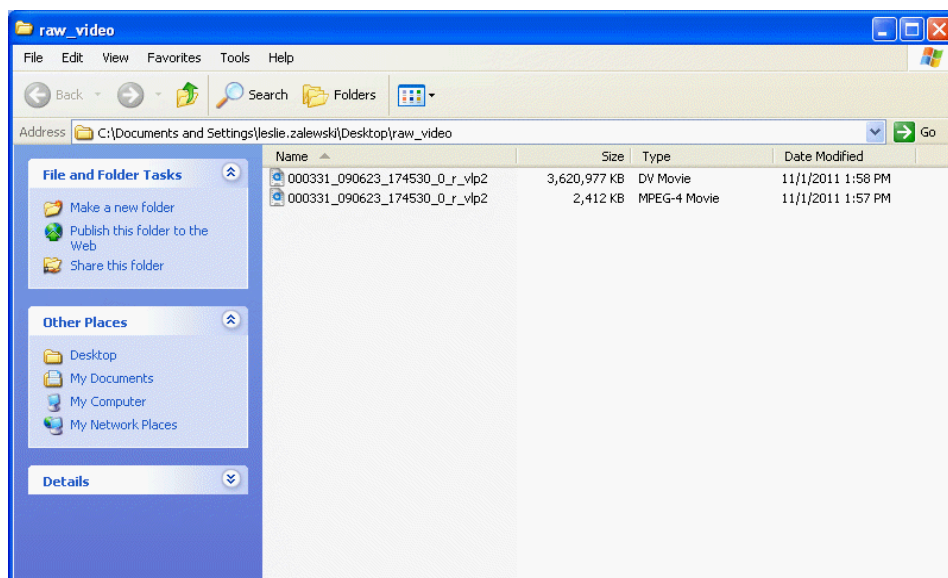 raw_video
File Edit View Favorites Tools Help
Back Search Folders
Address C:\Documents and Settings\leslie.zalewski\Desktop\raw_video Go
File and Folder Tasks
Make a new folder
Publish this folder to the
Web
Share this folder
Other Places
Desktop
My Documents
My Computer
My Network Places
Details
Name Size Type Date Modified
000331_090623_174530_0_r_vlp2 3,620,977 KB DV Movie 11/1/2011 1:58 PM
000331_090623_174530_0_r_vlp2 2,412 KB MPEG-4 Movie 11/1/2011 1:57 PM